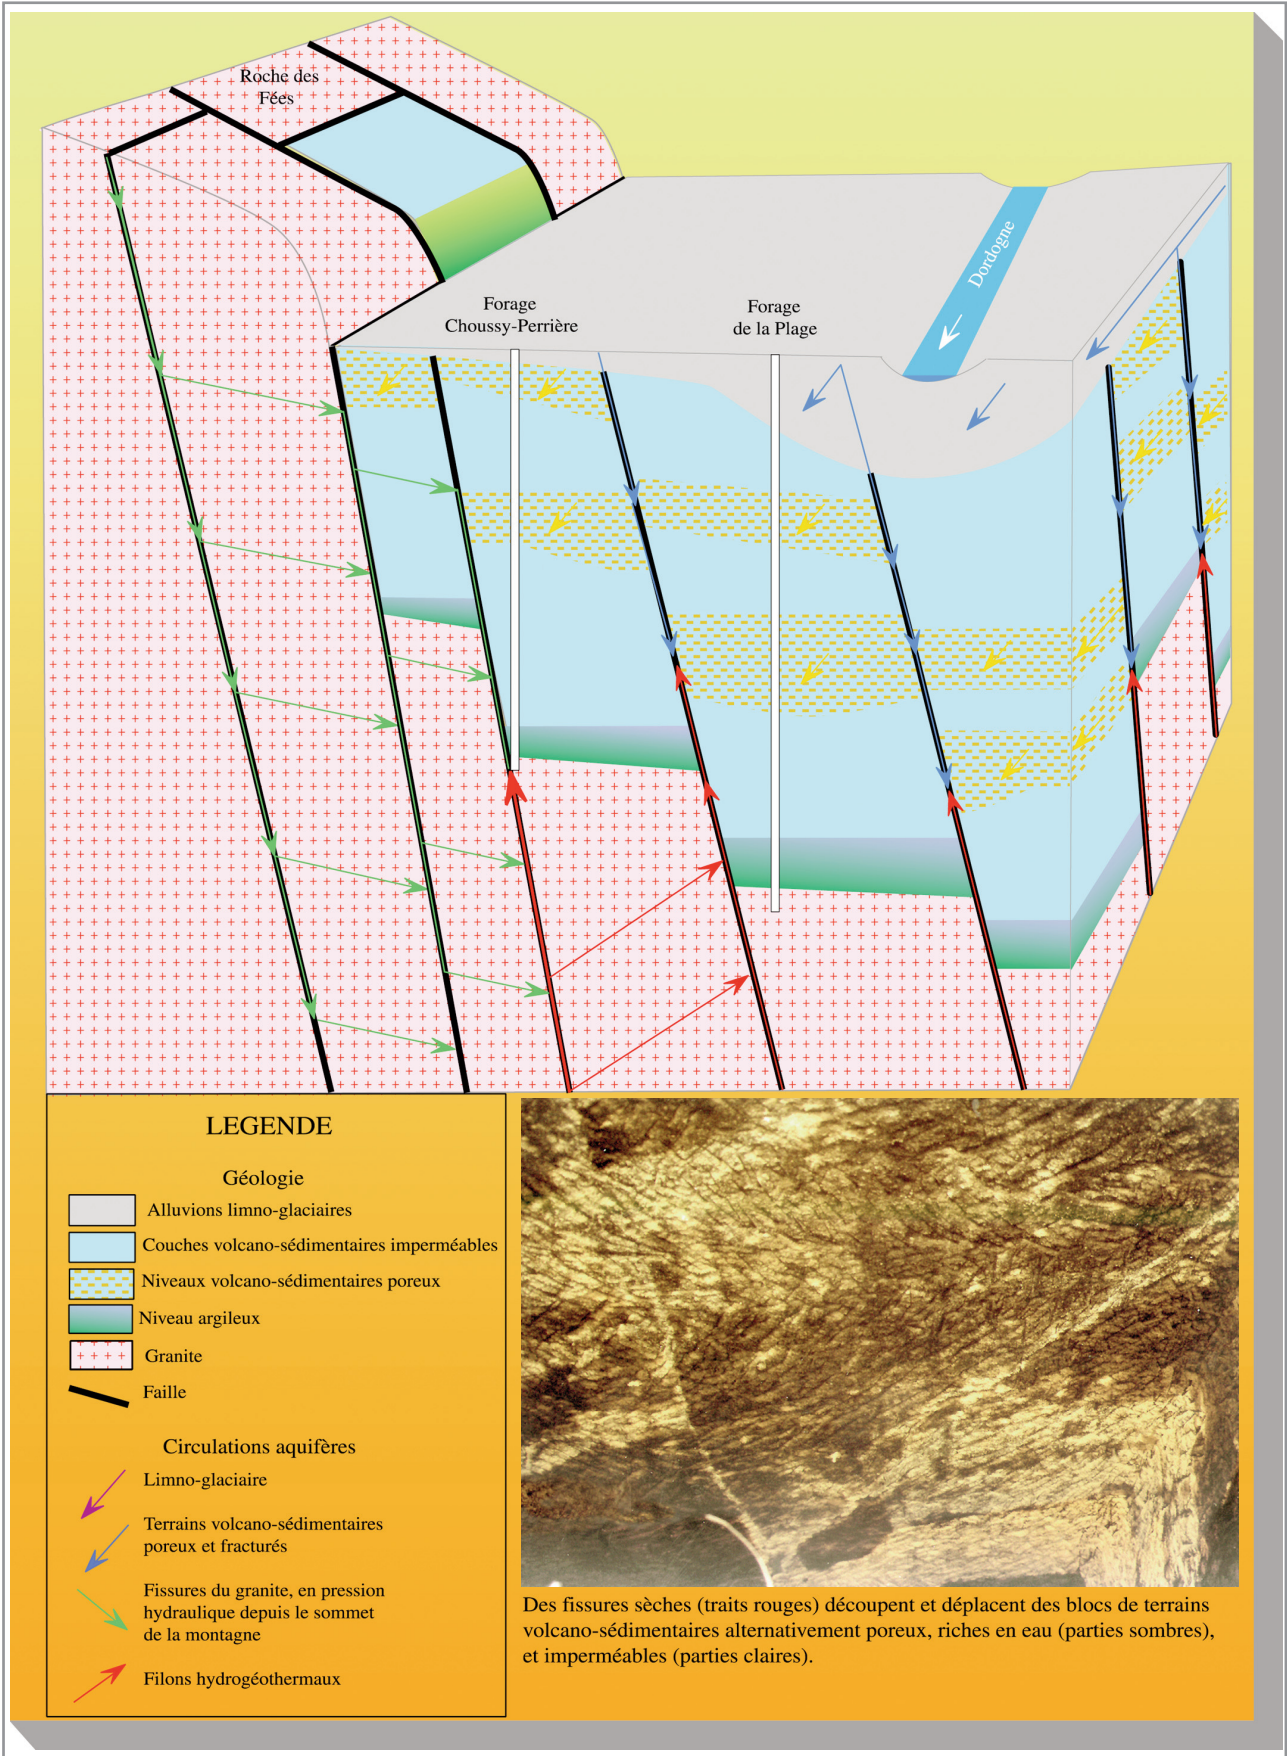 Roche des
Fées
Dordogne
Forage
Choussy-Perrière
Forage
de la Plage
LEGENDE
Géologie
Alluvions limno-glaciaires
Couches volcano-sédimentaires imperméables
Niveaux volcano-sédimentaires poreux
Niveau argileux
Granite
Faille
Circulations aquifères
Limno-glaciaire
Terrains volcano-sédimentaires
poreux et fracturés
Fissures du granite, en pression
hydraulique depuis le sommet
de la montagne
Filons hydrogéothermaux
Des fissures sèches (traits rouges) découpent et déplacent des blocs de terrains
volcano-sédimentaires alternativement poreux, riches en eau (parties sombres),
et imperméables (parties claires).